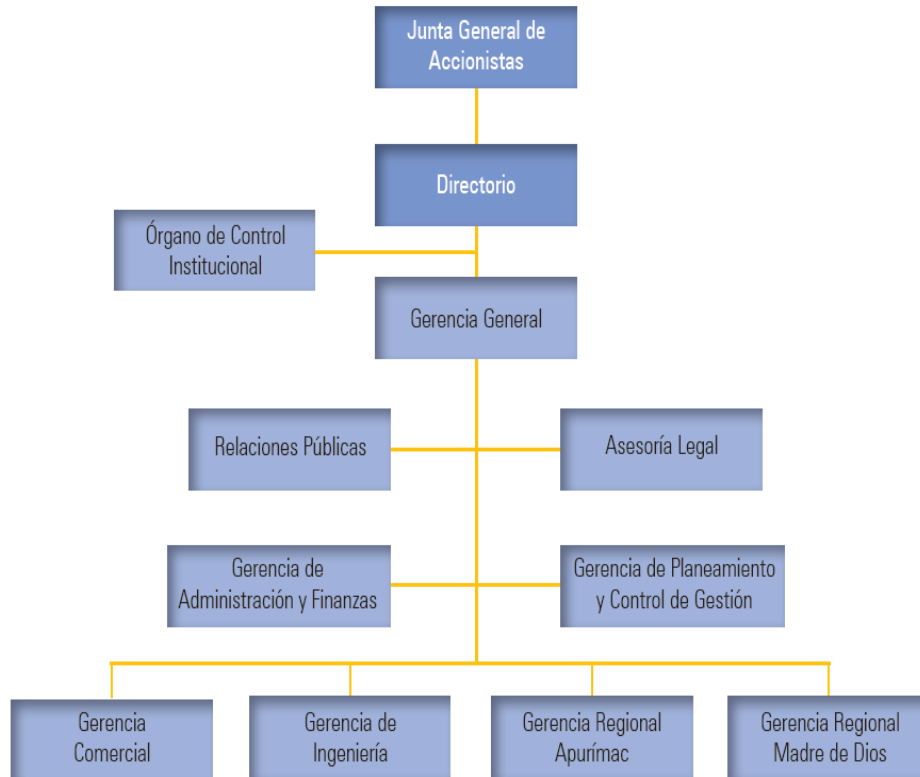 Junta General de
Accionistas
Directorio
Órgano de Control
Institucional
Gerencia General
Relaciones Públicas
Asesoría Legal
Gerencia de
Administración y Finanzas
Gerencia de Planeamiento
y Control de Gestión
Gerencia
Comercial
Gerencia de
Ingeniería
Gerencia Regional
Apurímac
Gerencia Regional
Madre de Dios